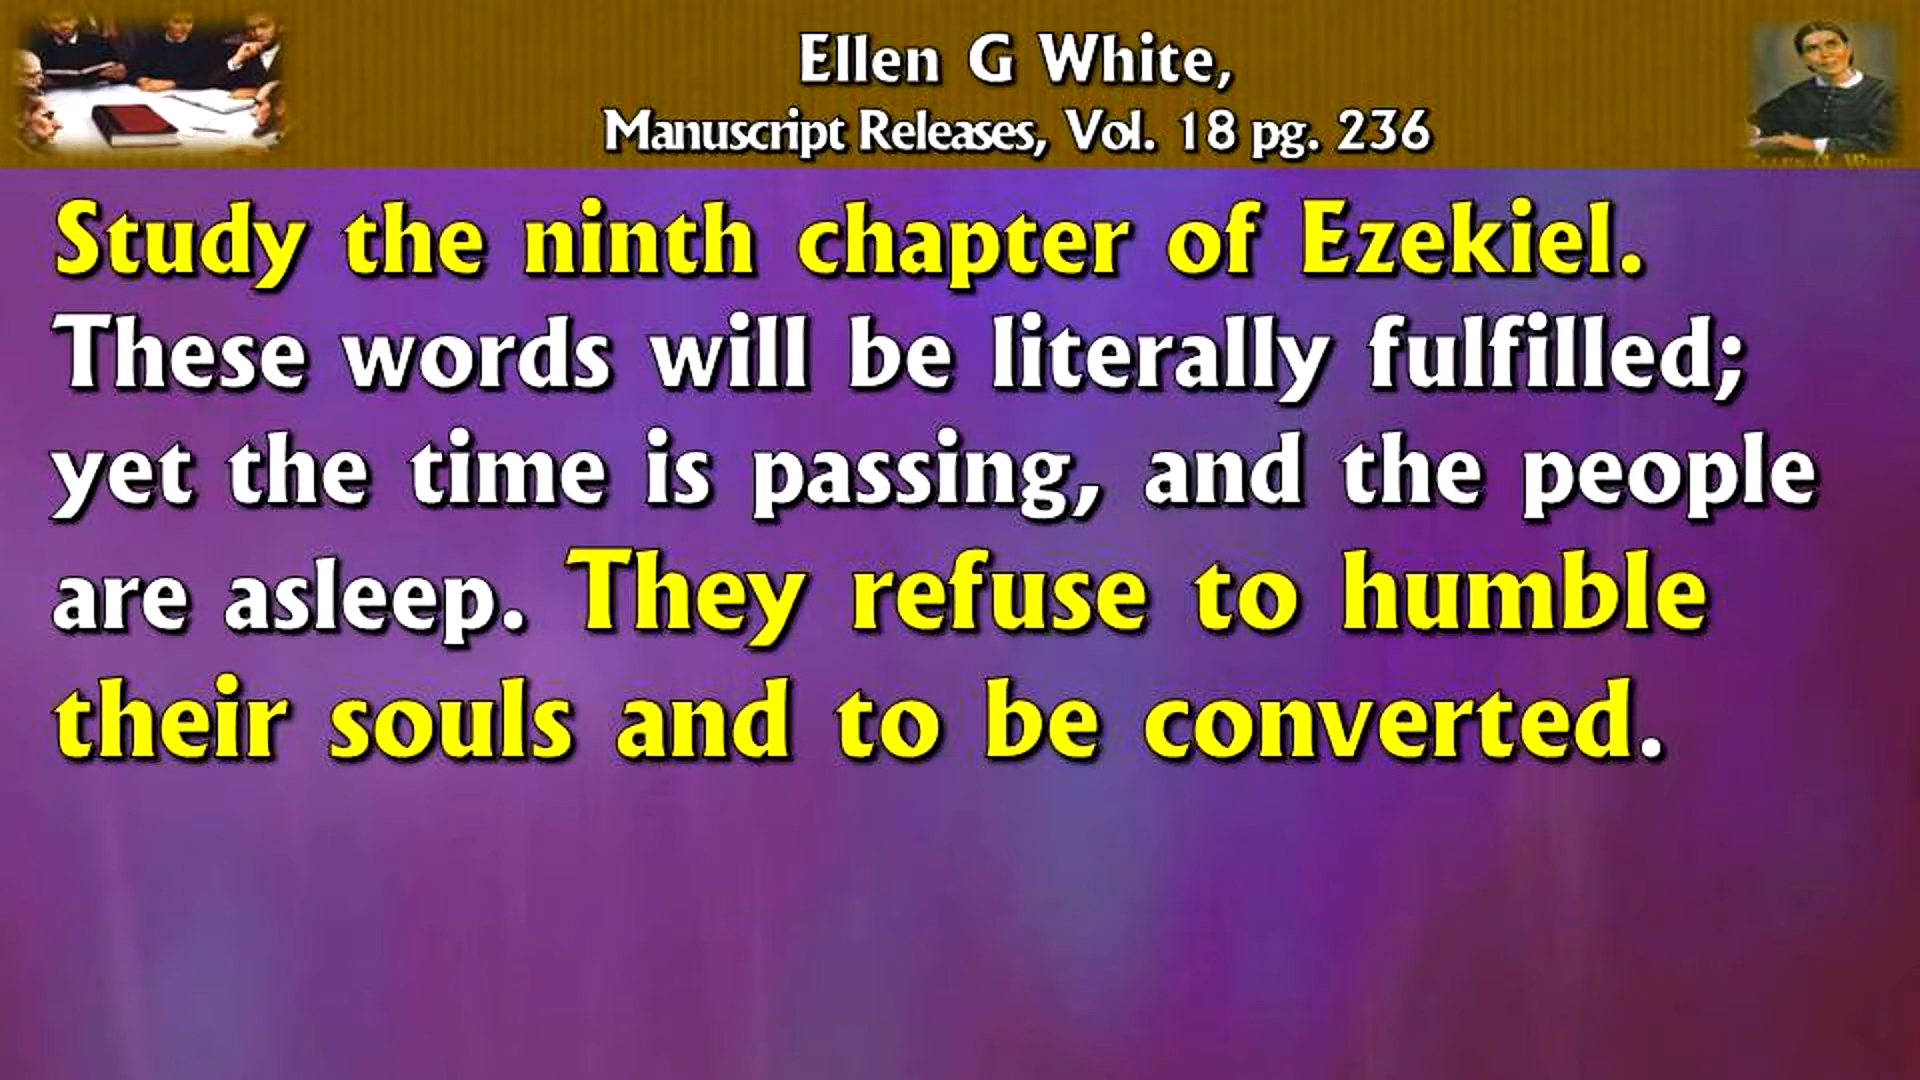 Ellen G White,
Manuscript Releases, Vol. 18 pg. 236
ELLEN G. WHITE
Study the ninth chapter of Ezekiel.
These words will be literally fulfilled;
yet the time is passing, and the people
are asleep. They refuse to humble
their souls and to be converted.